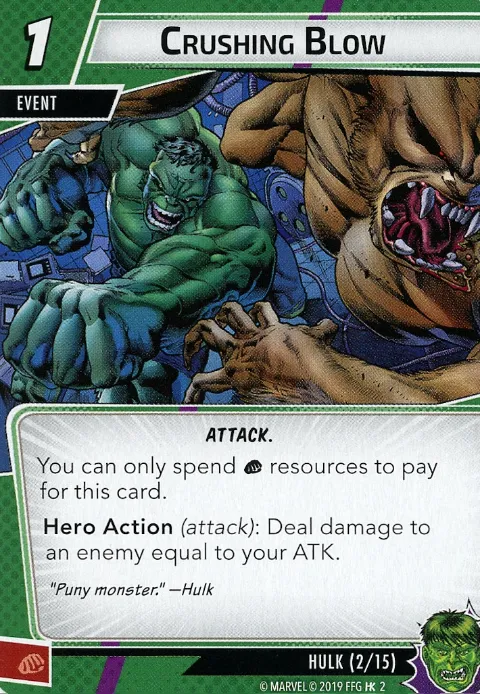 1
CRUSHING BLOW
EVENT
ATTACK.
You can only spend resources to pay
for this card.
Hero Action (attack): Deal damage to
an enemy equal to your ATK.
"Puny monster." —Hulk
HULK (2/15)
© MARVEL © 2019 FFG HK 2